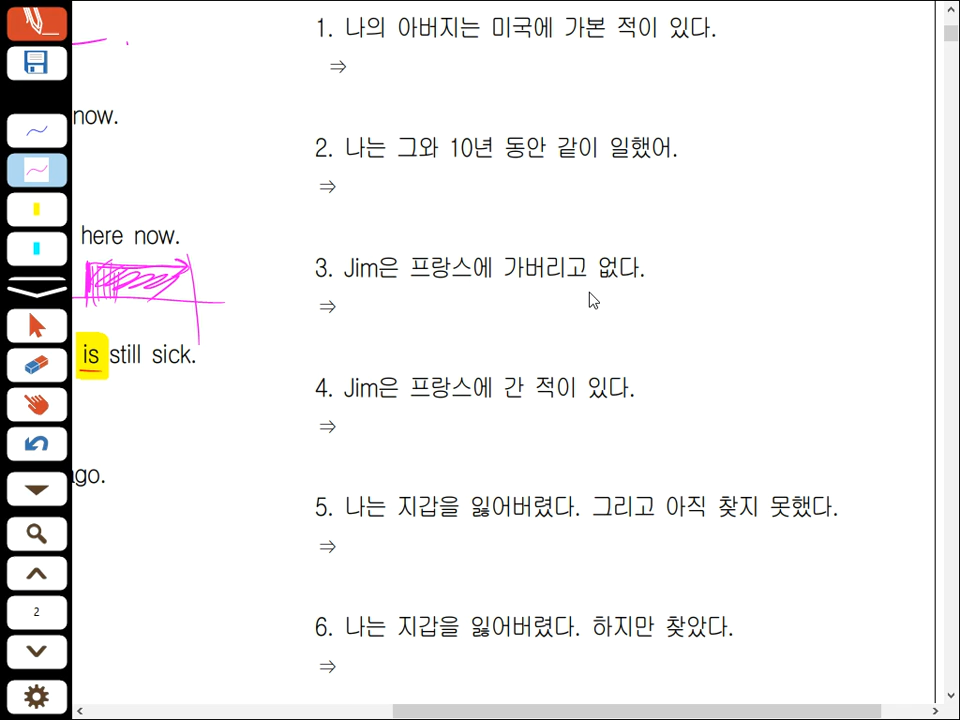 1. 나의 아버지는 미국에 가본 적이 있다.
⇒
now.
2. 나는 그와 10년 동안 같이 일했어.
⇒
here now.
3. Jim은 프랑스에 가버리고 없다.
⇒
is still sick.
4. Jim은 프랑스에 간 적이 있다.
⇒
ago.
5. 나는 지갑을 잃어버렸다. 그리고 아직 찾지 못했다.
⇒
2
6. 나는 지갑을 잃어버렸다. 하지만 찾았다.
⇒